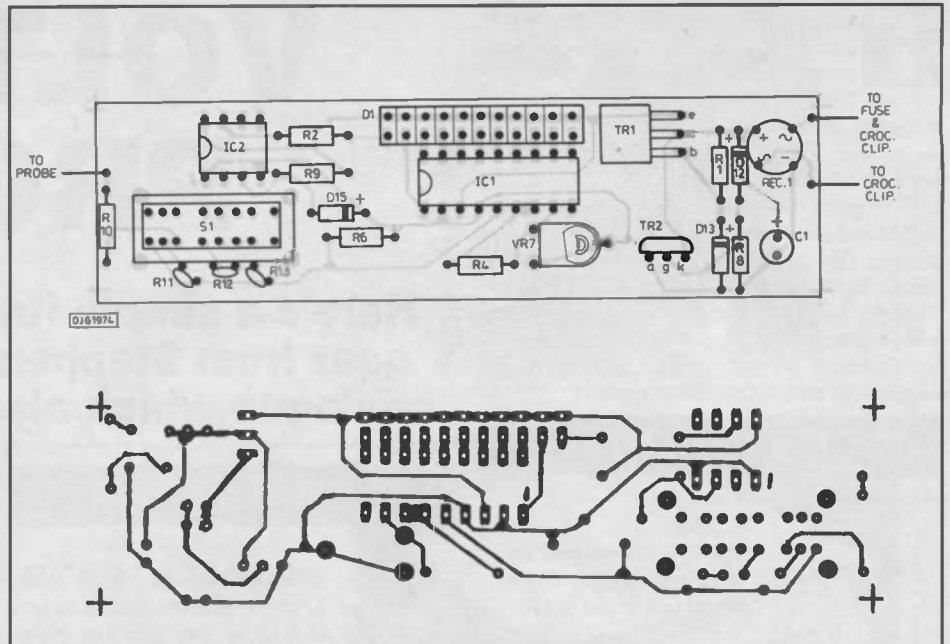 TO FUSE & CROC. CLIP.
TO CROC. CLIP.
TO PROBE
D1
IC2
R2
R9
TR1
e
c
b
IC1
R1
+
D12
+
~
~
-
REC.1
R10
S1
D15 +
R6
VR7
R4
TR2
a g k
D13
+
R8
+
C1
R11
R12
R13
DJ61974